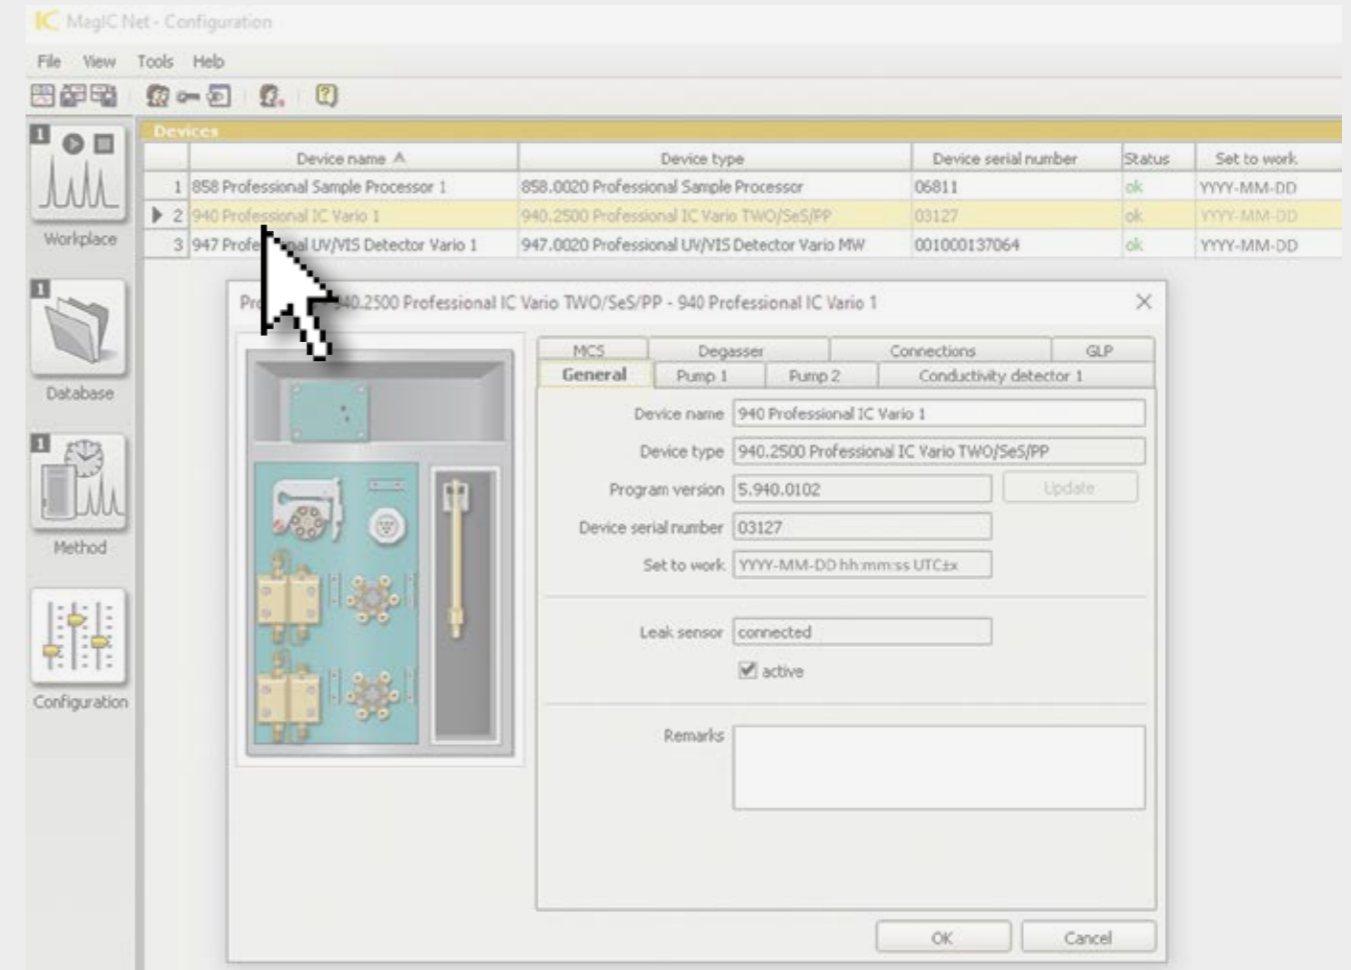 IC MagIC Net - Configuration
File View Tools Help
Devices
Device name Device type Device serial number Status Set to work
1 858 Professional Sample Processor 1 858.0020 Professional Sample Processor 06811 ok YYYY-MM-DD
2 940 Professional IC Vario 1 940.2500 Professional IC Vario TWO/SeS/PP 03127 ok YYYY-MM-DD
3 947 UV/VIS Detector Vario 1 947.0020 Professional UV/VIS Detector Vario MW 001000137064 ok YYYY-MM-DD
1
Workplace
1
Database
1
Method
Configuration
940.2500 Professional IC Vario TWO/SeS/PP - 940 Professional IC Vario 1
MCS Degasser Connections GLP
General Pump 1 Pump 2 Conductivity detector 1
Device name 940 Professional IC Vario 1
Device type 940.2500 Professional IC Vario TWO/SeS/PP
Program version 5.940.0102 Update
Device serial number 03127
Set to work YYYY-MM-DD hh:mm:ss UTC±x
Leak sensor connected
active
Remarks
OK Cancel